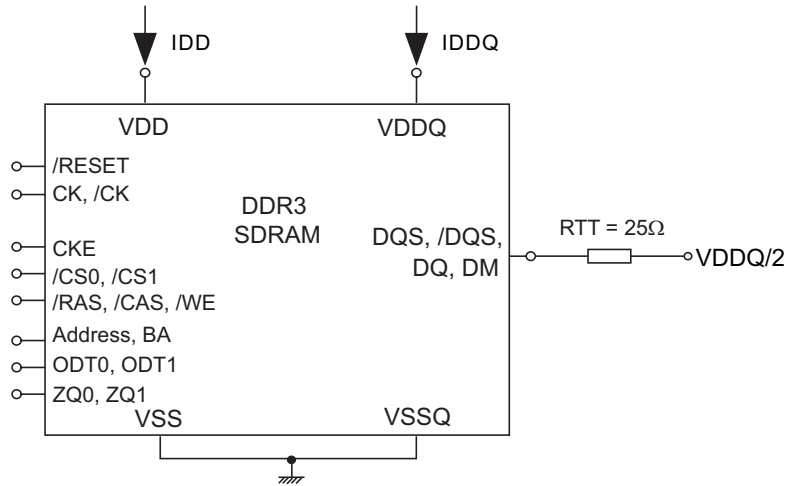 IDD
IDDQ
VDD
VDDQ
/RESET
CK, /CK
DDR3
SDRAM
CKE
/CS0, /CS1
/RAS, /CAS, /WE
Address, BA
ODT0, ODT1
ZQ0, ZQ1
DQS, /DQS,
DQ, DM
RTT = 25Ω
VDDQ/2
VSS
VSSQ